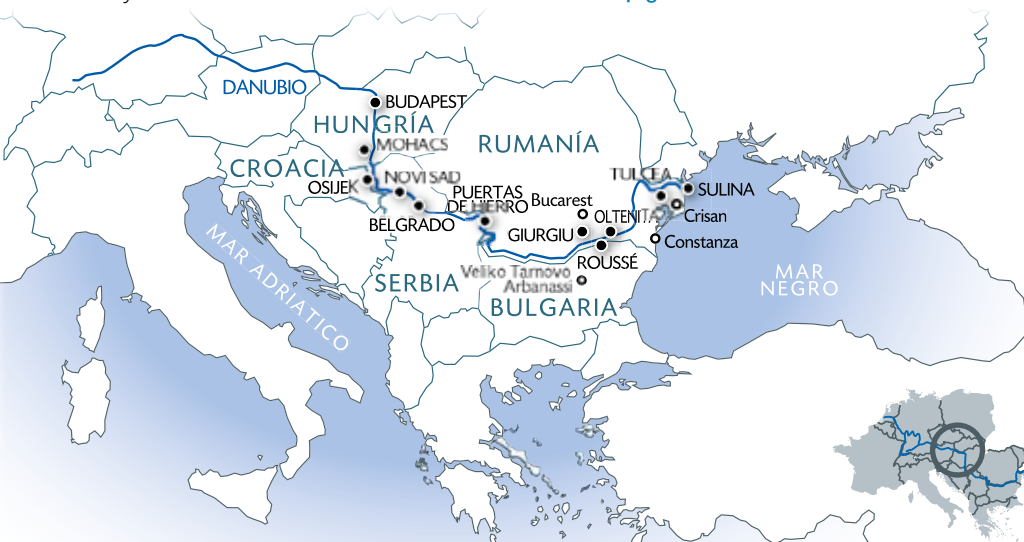 DANUBIO
BUDAPEST
HUNGRÍA
MOHACS
RUMANÍA
CROACIA
OSIJEK
NOVI SAD
TULCEA
SULINA
PUERTAS
DE HIERRO
Bucarest
OLTENITA
Crisan
BELGRADO
GIURGIU
Constanza
ROUSSÉ
MAR ADRIATICO
SERBIA
Veliko Tarnovo
Arbanassi
BULGARIA
MAR
NEGRO